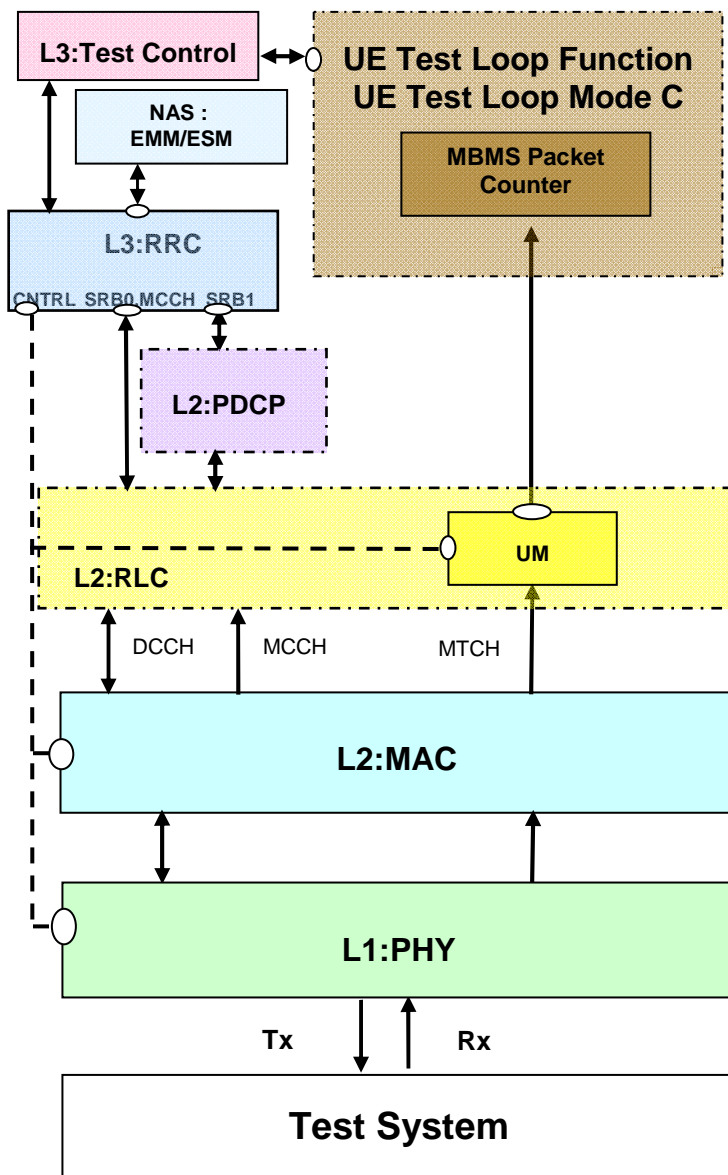 L3:Test Control
UE Test Loop Function
UE Test Loop Mode C
NAS :
EMM/ESM
MBMS Packet
Counter
L3:RRC
CNTRL SRB0,MCCH SRB1
L2:PDCP
UM
L2:RLC
DCCH MCCH MTCH
L2:MAC
L1:PHY
Tx Rx
Test System